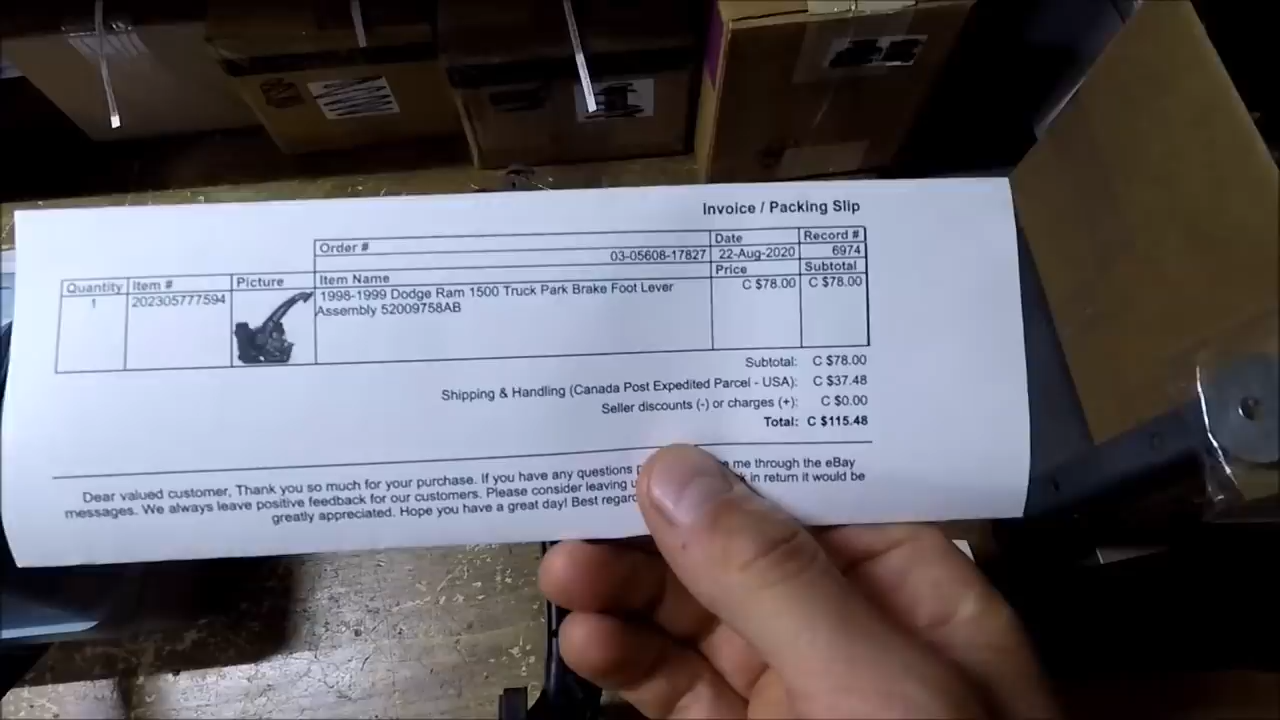 Invoice / Packing Slip
Order # Date Record #
03-05608-17827 22-Aug-2020 6974
Quantity Item # Picture Item Name Price Subtotal
1 202305777594 1998-1999 Dodge Ram 1500 Truck Park Brake Foot Lever C $78.00 C $78.00
Assembly 52009758AB
Subtotal: C $78.00
Shipping & Handling (Canada Post Expedited Parcel - USA): C $37.48
Seller discounts (-) or charges (+): C $0.00
Total: C $115.48
Dear valued customer, Thank you so much for your purchase. If you have any questions me through the eBay
messages. We always leave positive feedback for our customers. Please consider leaving in return it would be
greatly appreciated. Hope you have a great day! Best